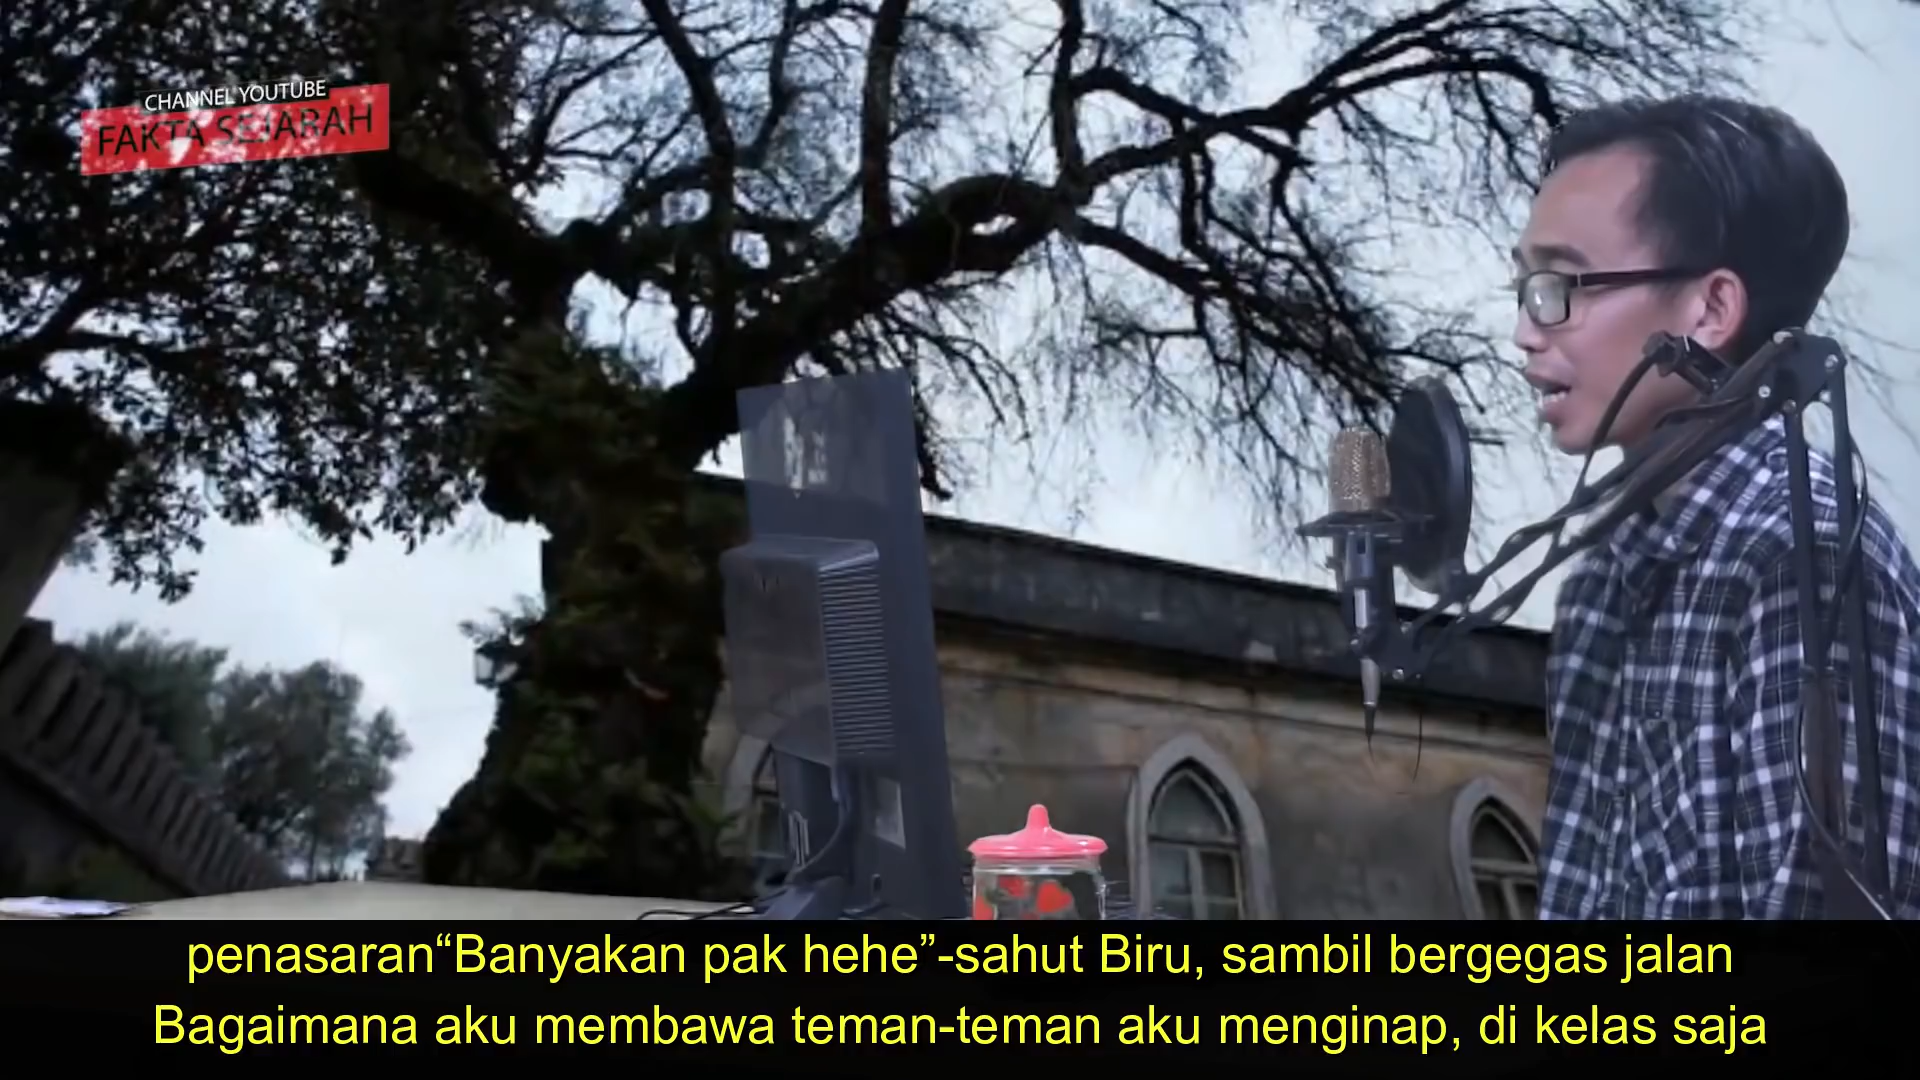 CHANNEL YOUTUBE
FAKTA SEJARAH
penasaran“Banyakan pak hehe”-sahut Biru, sambil bergegas jalan
Bagaimana aku membawa teman-teman aku menginap, di kelas saja